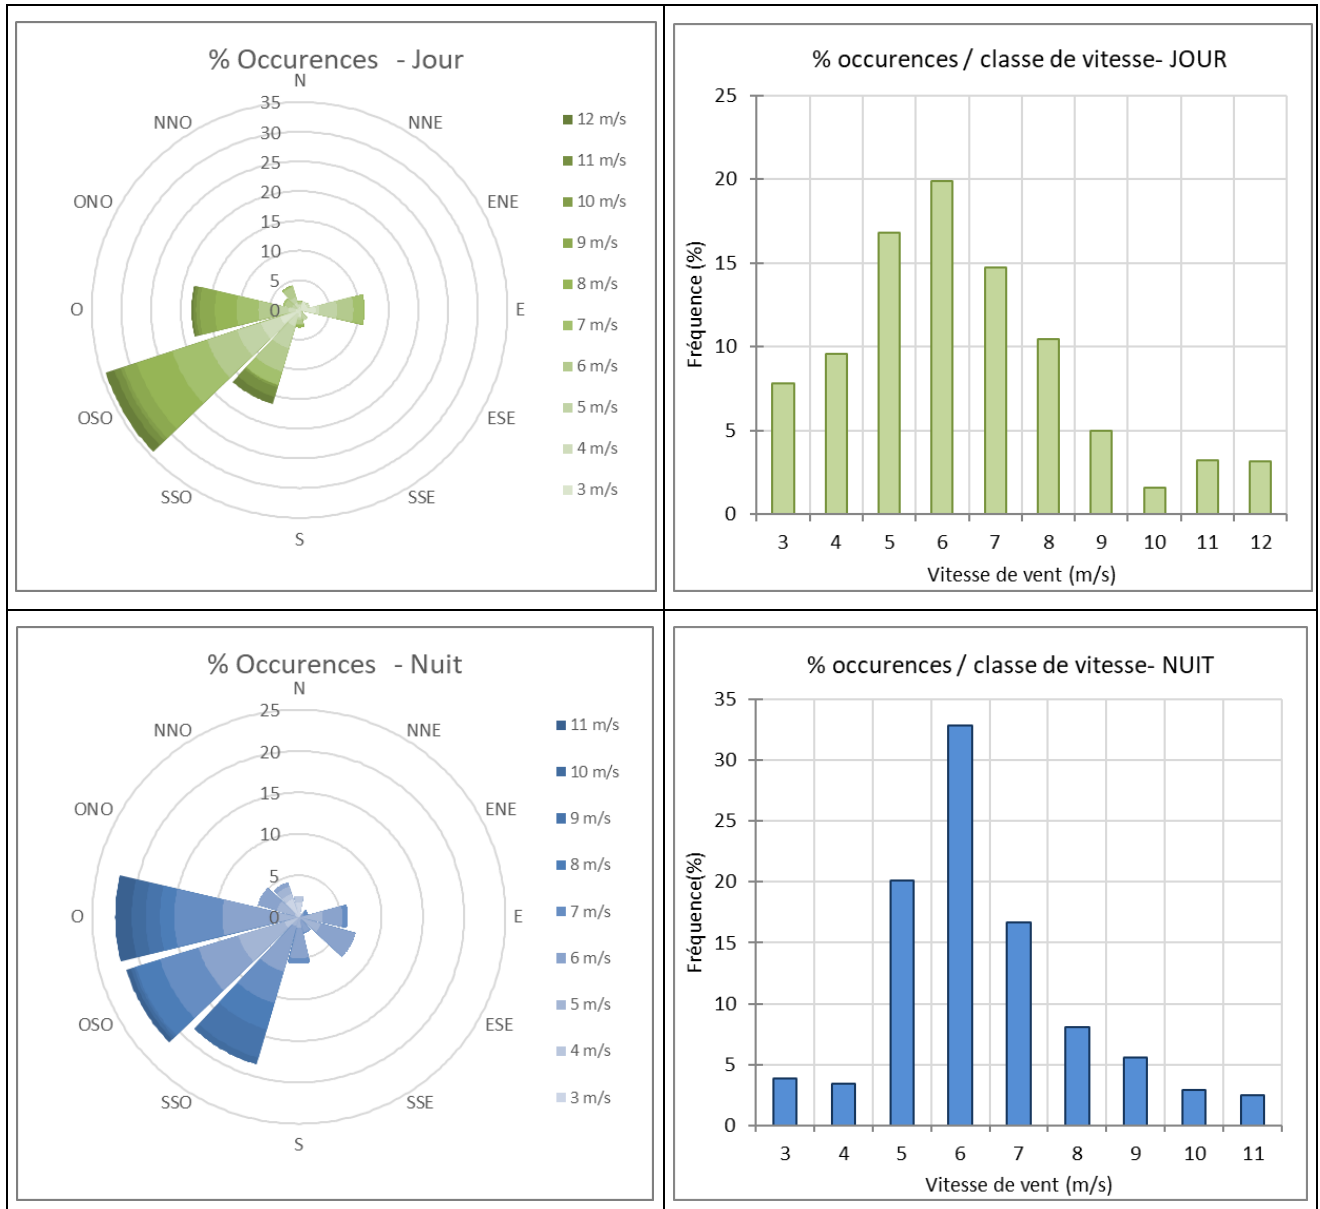 % Occurences - Jour
N
NNE
ENE
E
ESE
SSE
S
SSO
OSO
O
ONO
NNO
35
30
25
20
15
10
5
0
12 m/s
11 m/s
10 m/s
9 m/s
8 m/s
7 m/s
6 m/s
5 m/s
4 m/s
3 m/s
% occurences / classe de vitesse- JOUR
Fréquence (%)
25
20
15
10
5
0
3 4 5 6 7 8 9 10 11 12
Vitesse de vent (m/s)
% Occurences - Nuit
N
NNE
ENE
E
ESE
SSE
S
SSO
OSO
O
ONO
NNO
25
20
15
10
5
0
11 m/s
10 m/s
9 m/s
8 m/s
7 m/s
6 m/s
5 m/s
4 m/s
3 m/s
% occurences / classe de vitesse- NUIT
Fréquence(%)
35
30
25
20
15
10
5
0
3 4 5 6 7 8 9 10 11
Vitesse de vent (m/s)